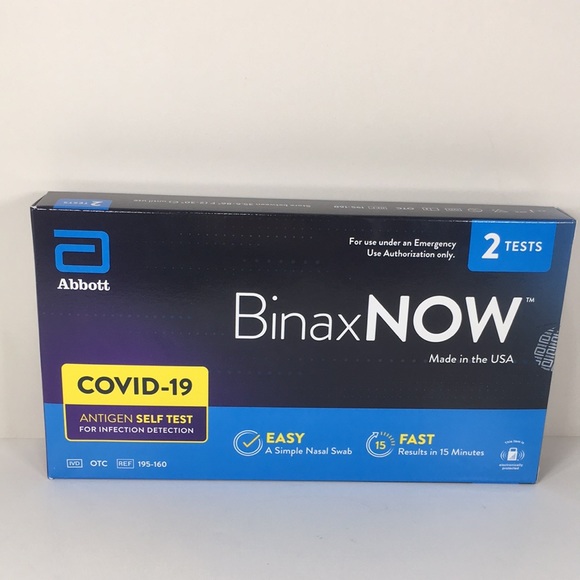 2 TESTS
Abbott
For use under an Emergency
Use Authorization only.
2 TESTS
BinaxNOW™
Made in the USA
COVID-19
ANTIGEN SELF TEST
FOR INFECTION DETECTION
EASY
A Simple Nasal Swab
15
FAST
Results in 15 Minutes
IVD OTC REF 195-160